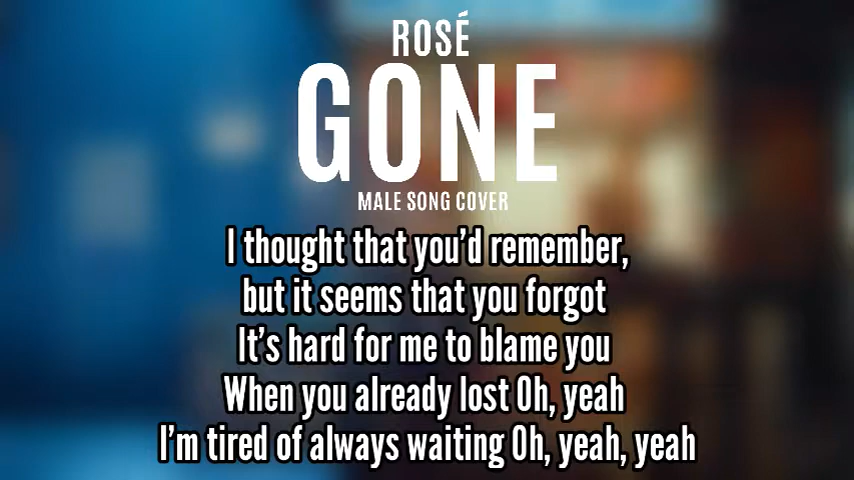 ROSÉ
GONE
MALE SONG COVER
I thought that you'd remember,
but it seems that you forgot
It's hard for me to blame you
When you already lost Oh, yeah
I'm tired of always waiting Oh, yeah, yeah